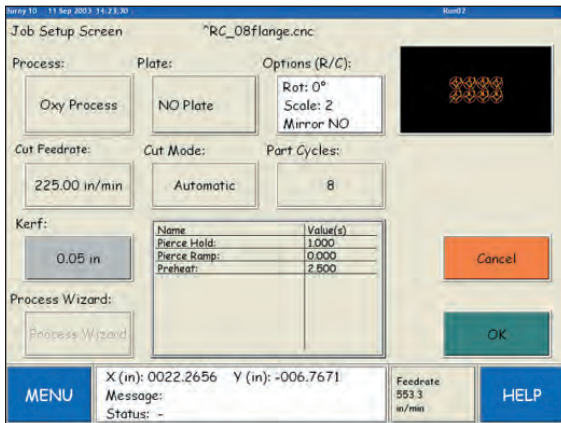 Burny 10 11 Sep 2003 14:23:30 Run02
Job Setup Screen ^RC_08flange.cnc
Process: Plate: Options (R/C):
Oxy Process NO Plate
Rot: 0°
Scale: 2
Mirror NO
Cut Feedrate: Cut Mode: Part Cycles:
225.00 in/min Automatic 8
Kerf:
0.05 in
Name Value(s)
Pierce Hold: 1.000
Pierce Ramp: 0.000
Preheat: 2.500
Cancel
Process Wizard:
Process Wizard
OK
MENU
X (in): 0022.2656 Y (in): -006.7671
Message:
Status: -
Feedrate
553.3
in/min
HELP